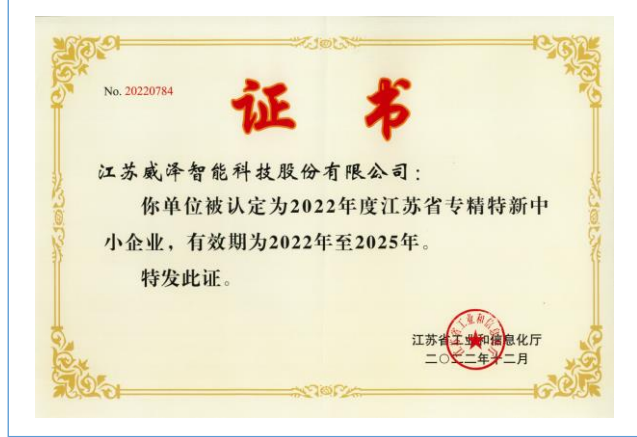 No. 20220784
证书
江苏威泽智能科技股份有限公司：
你单位被认定为2022年度江苏省专精特新中
小企业，有效期为2022年至2025年。
特发此证。
江苏省工业和信息化厅
二〇二二年十二月